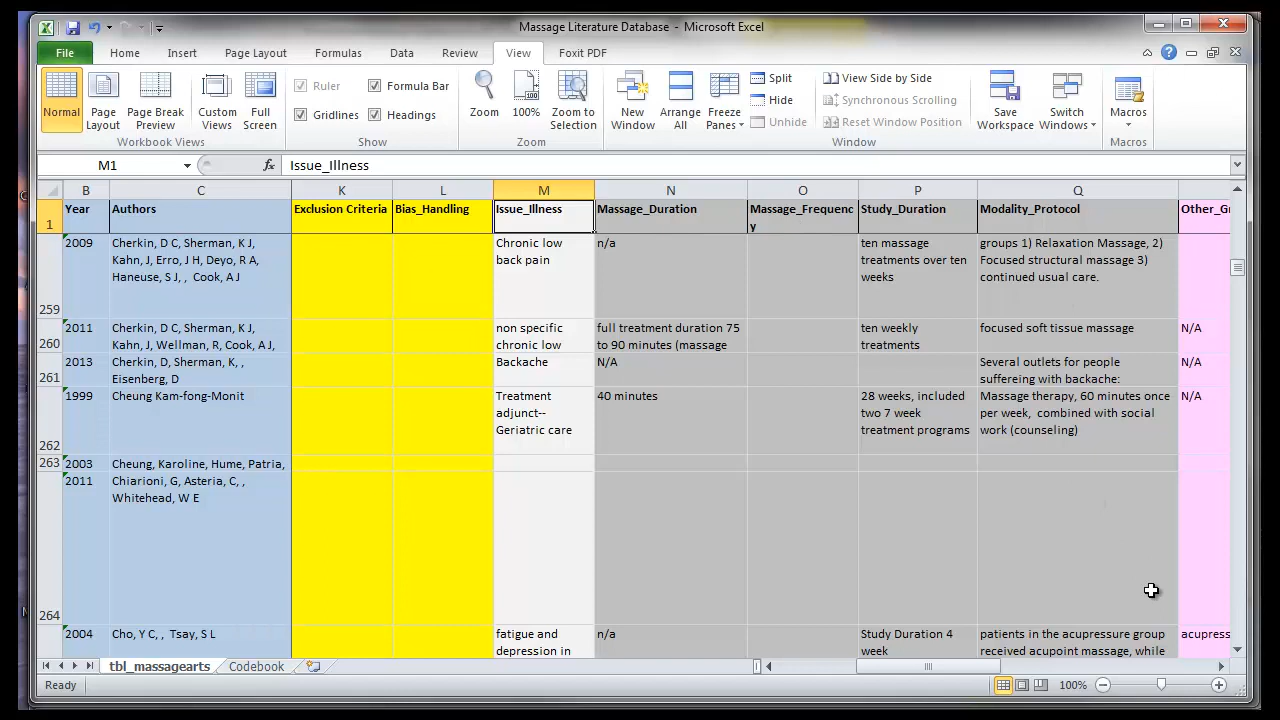 Massage Literature Database - Microsoft Excel
File Home Insert Page Layout Formulas Data Review View Foxit PDF
Normal
Page
Layout
Page Break
Preview
Custom
Views
Full
Screen
Workbook Views
Ruler
Formula Bar
Gridlines
Headings
Show
Zoom
100%
Zoom to
Selection
Zoom
New
Window
Arrange
All
Freeze
Panes
Split
Hide
Unhide
View Side by Side
Synchronous Scrolling
Reset Window Position
Save
Workspace
Switch
Windows
Window
Macros
Macros
M1 fx Issue_Illness
B C K L M N O P Q
1 Year Authors Exclusion Criteria Bias_Handling Issue_Illness Massage_Duration Massage_Frequenc Study_Duration Modality_Protocol Other_Gr
y
2009 Cherkin, D C, Sherman, K J, Chronic low n/a ten massage groups 1) Relaxation Massage, 2)
Kahn, J, Erro, J H, Deyo, R A, back pain treatments over ten Focused structural massage 3)
Haneuse, S J, , Cook, A J weeks continued usual care.
259
2011 Cherkin, D C, Sherman, K J, non specific full treatment duration 75 ten weekly focused soft tissue massage N/A
260 Kahn, J, Wellman, R, Cook, A J, chronic low to 90 minutes (massage treatments
2013 Cherkin, D, Sherman, K, , Backache N/A Several outlets for people N/A
261 Eisenberg, D suffereing with backache:
1999 Cheung Kam-fong-Monit Treatment 40 minutes 28 weeks, included Massage therapy, 60 minutes once N/A
adjunct-- two 7 week per week, combined with social
Geriatric care treatment programs work (counseling)
262
263 2003 Cheung, Karoline, Hume, Patria,
2011 Chiarioni, G, Asteria, C, ,
Whitehead, W E
264
2004 Cho, Y C, , Tsay, S L fatigue and n/a Study Duration 4 patients in the acupressure group acupress
depression in week received acupoint massage, while
tbl_massagearts Codebook
Ready 100%